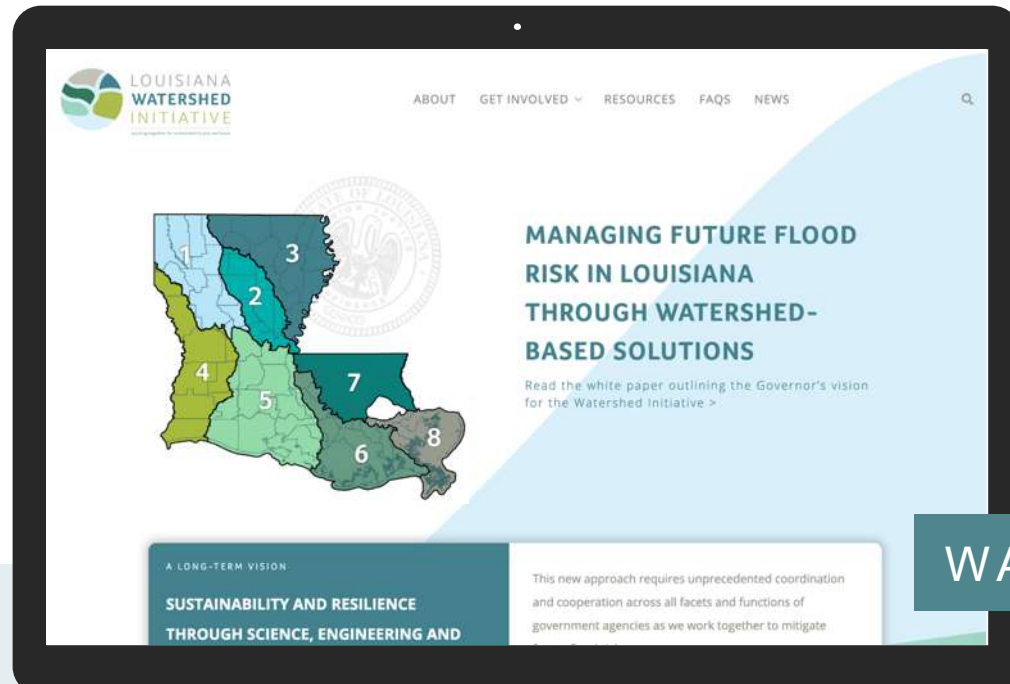 LOUISIANA
WATERSHED
INITIATIVE
ABOUT GET INVOLVED RESOURCES FAQS NEWS
STATE OF LOUISIANA
1
2
3
4
5
6
7
8
MANAGING FUTURE FLOOD
RISK IN LOUISIANA
THROUGH WATERSHED-
BASED SOLUTIONS
Read the white paper outlining the Governor's vision
for the Watershed Initiative >
WA
A LONG-TERM VISION
SUSTAINABILITY AND RESILIENCE
THROUGH SCIENCE, ENGINEERING AND
This new approach requires unprecedented coordination
and cooperation across all facets and functions of
government agencies as we work together to mitigate